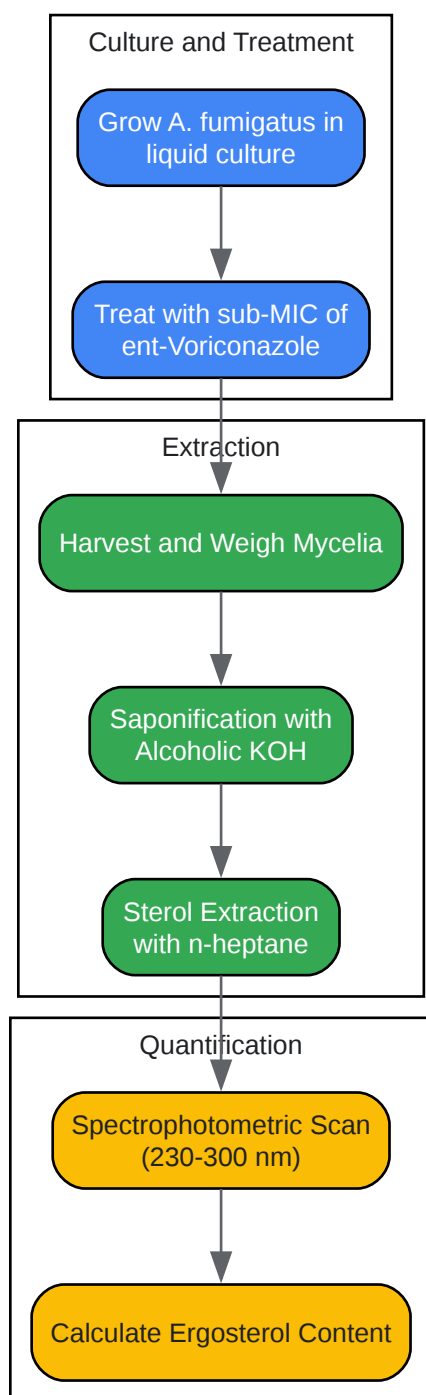 Culture and Treatment
Grow A. fumigatus in
liquid culture
Treat with sub-MIC of
ent-Voriconazole
Extraction
Harvest and Weigh Mycelia
Saponification with
Alcoholic KOH
Sterol Extraction
with n-heptane
Quantification
Spectrophotometric Scan
(230-300 nm)
Calculate Ergosterol Content